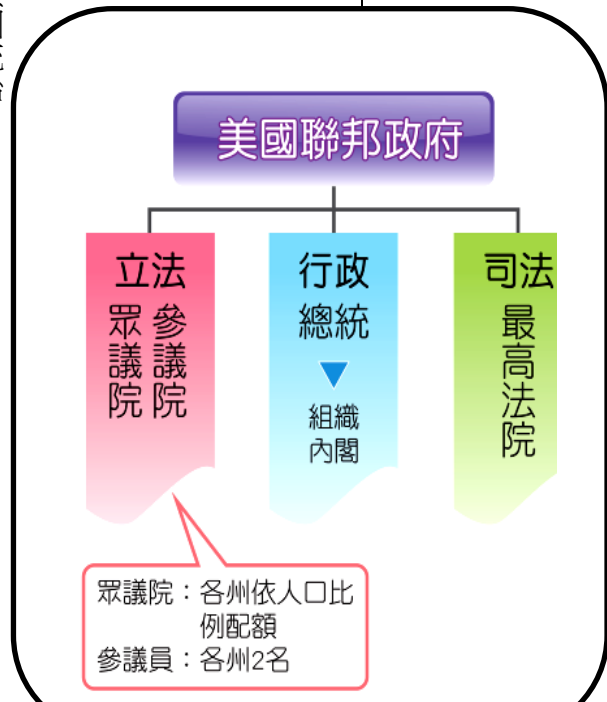 美國聯邦政府
立法
參議院
眾議院
行政
總統
組織
內閣
司法
最高法院
眾議院：各州依人口比
例配額
參議員：各州2名